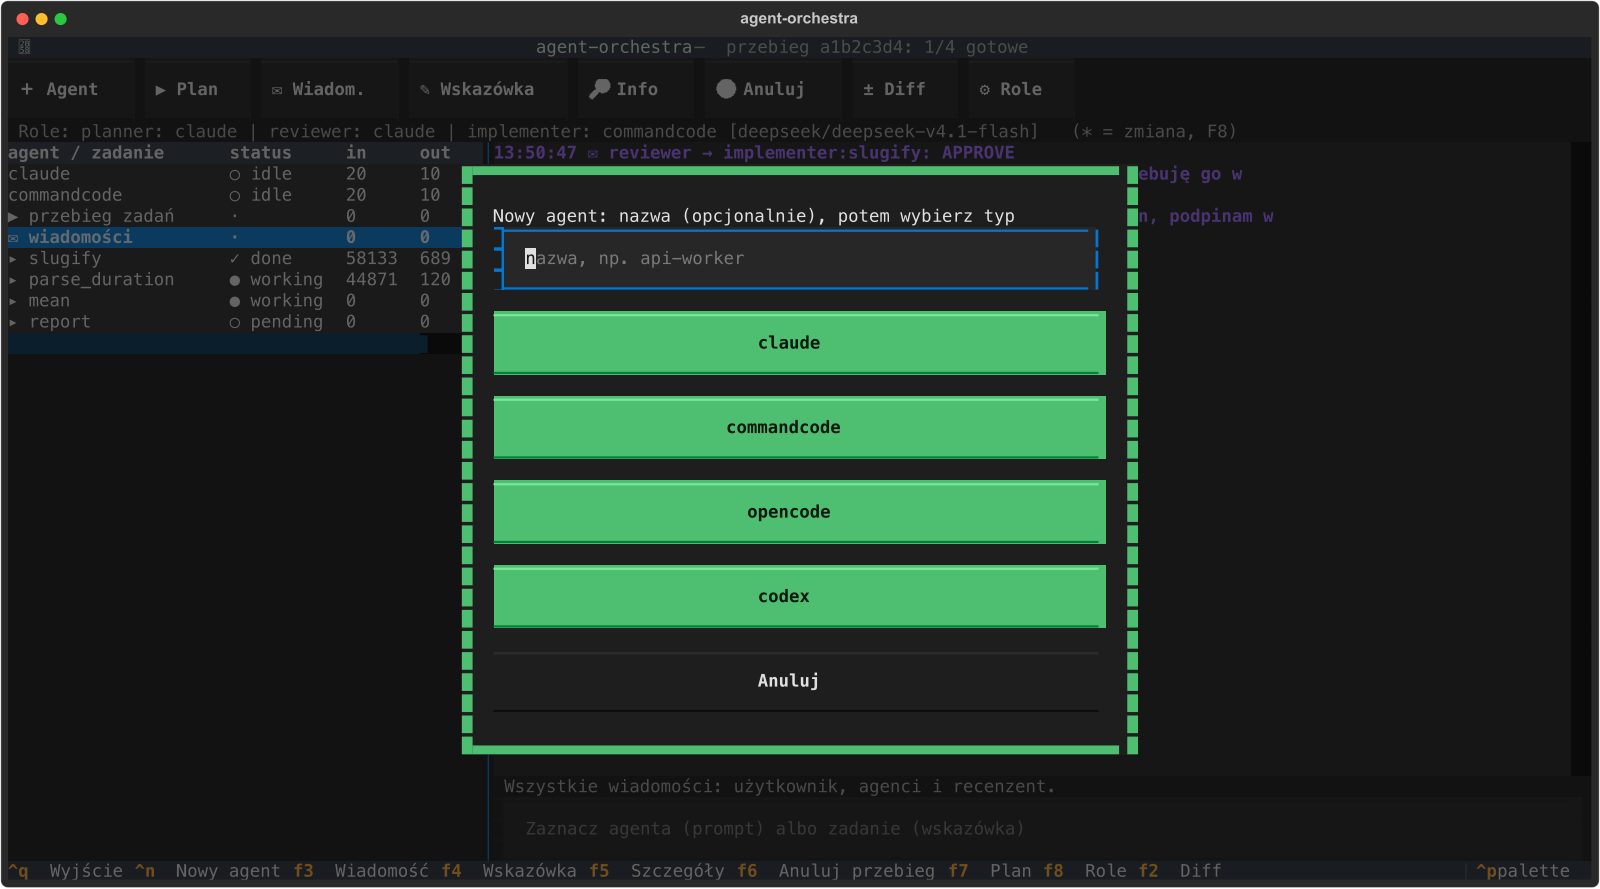 agent-orchestra
agent-orchestra — przebieg a1b2c3d4: 1/4 gotowe
+ Agent ▶ Plan ✉ Wiadom. ✎ Wskazówka 🔎 Info ⬤ Anuluj ± Diff ⚙ Role
Role: planner: claude | reviewer: claude | implementer: commandcode [deepseek/deepseek-v4.1-flash] (* = zmiana, F8)
agent / zadanie status in out
claude ○ idle 20 10
commandcode ○ idle 20 10
▶ przebieg zadań · 0 0
✉ wiadomości · 0 0
▸ slugify ✓ done 58133 689
▸ parse_duration ● working 44871 120
▸ mean ● working 0 0
▸ report ○ pending 0 0
13:50:47 ✉ reviewer → implementer:slugify: APPROVE
ebuję go w
n, podpinam w
Nowy agent: nazwa (opcjonalnie), potem wybierz typ
nazwa, np. api-worker
claude
commandcode
opencode
codex
Anuluj
Wszystkie wiadomości: użytkownik, agenci i recenzent.
Zaznacz agenta (prompt) albo zadanie (wskazówka)
^q Wyjście ^n Nowy agent f3 Wiadomość f4 Wskazówka f5 Szczegóły f6 Anuluj przebieg f7 Plan f8 Role f2 Diff ^p palette